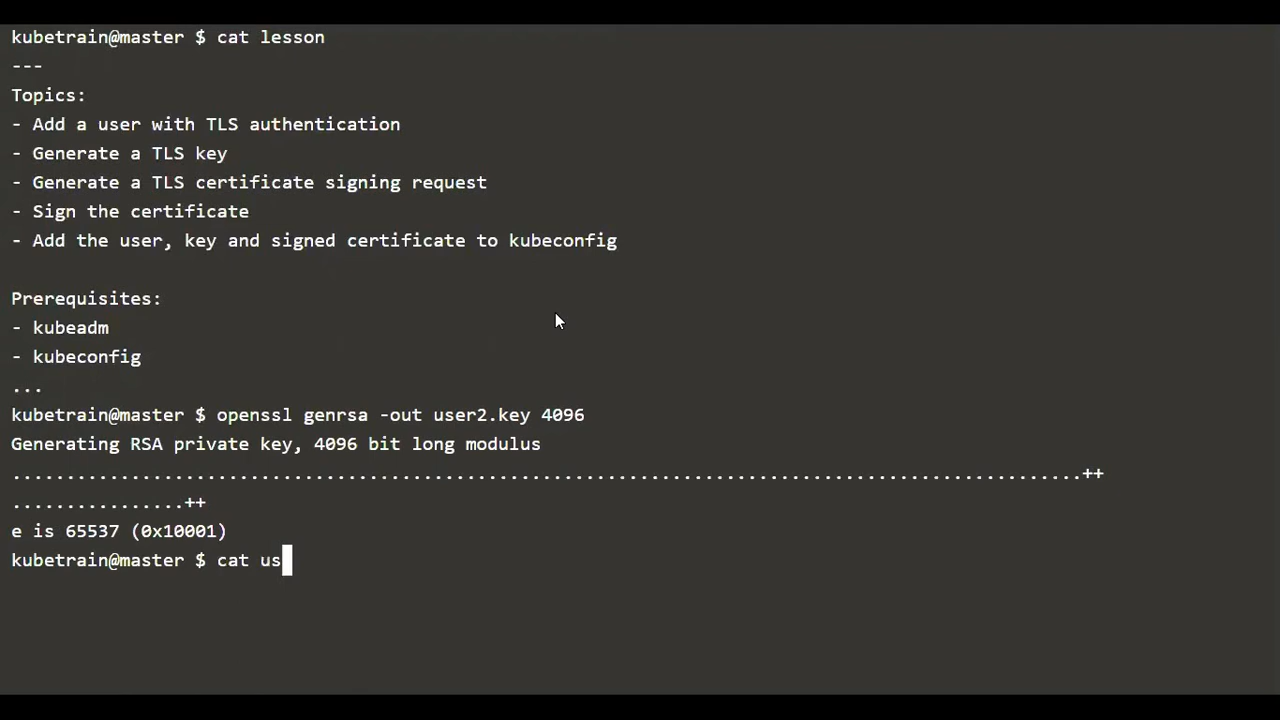 kubetrain@master $ cat lesson
---
Topics:
- Add a user with TLS authentication
- Generate a TLS key
- Generate a TLS certificate signing request
- Sign the certificate
- Add the user, key and signed certificate to kubeconfig
Prerequisites:
- kubeadm
- kubeconfig
...
kubetrain@master $ openssl genrsa -out user2.key 4096
Generating RSA private key, 4096 bit long modulus
...................................................................................................++
................++
e is 65537 (0x10001)
kubetrain@master $ cat us